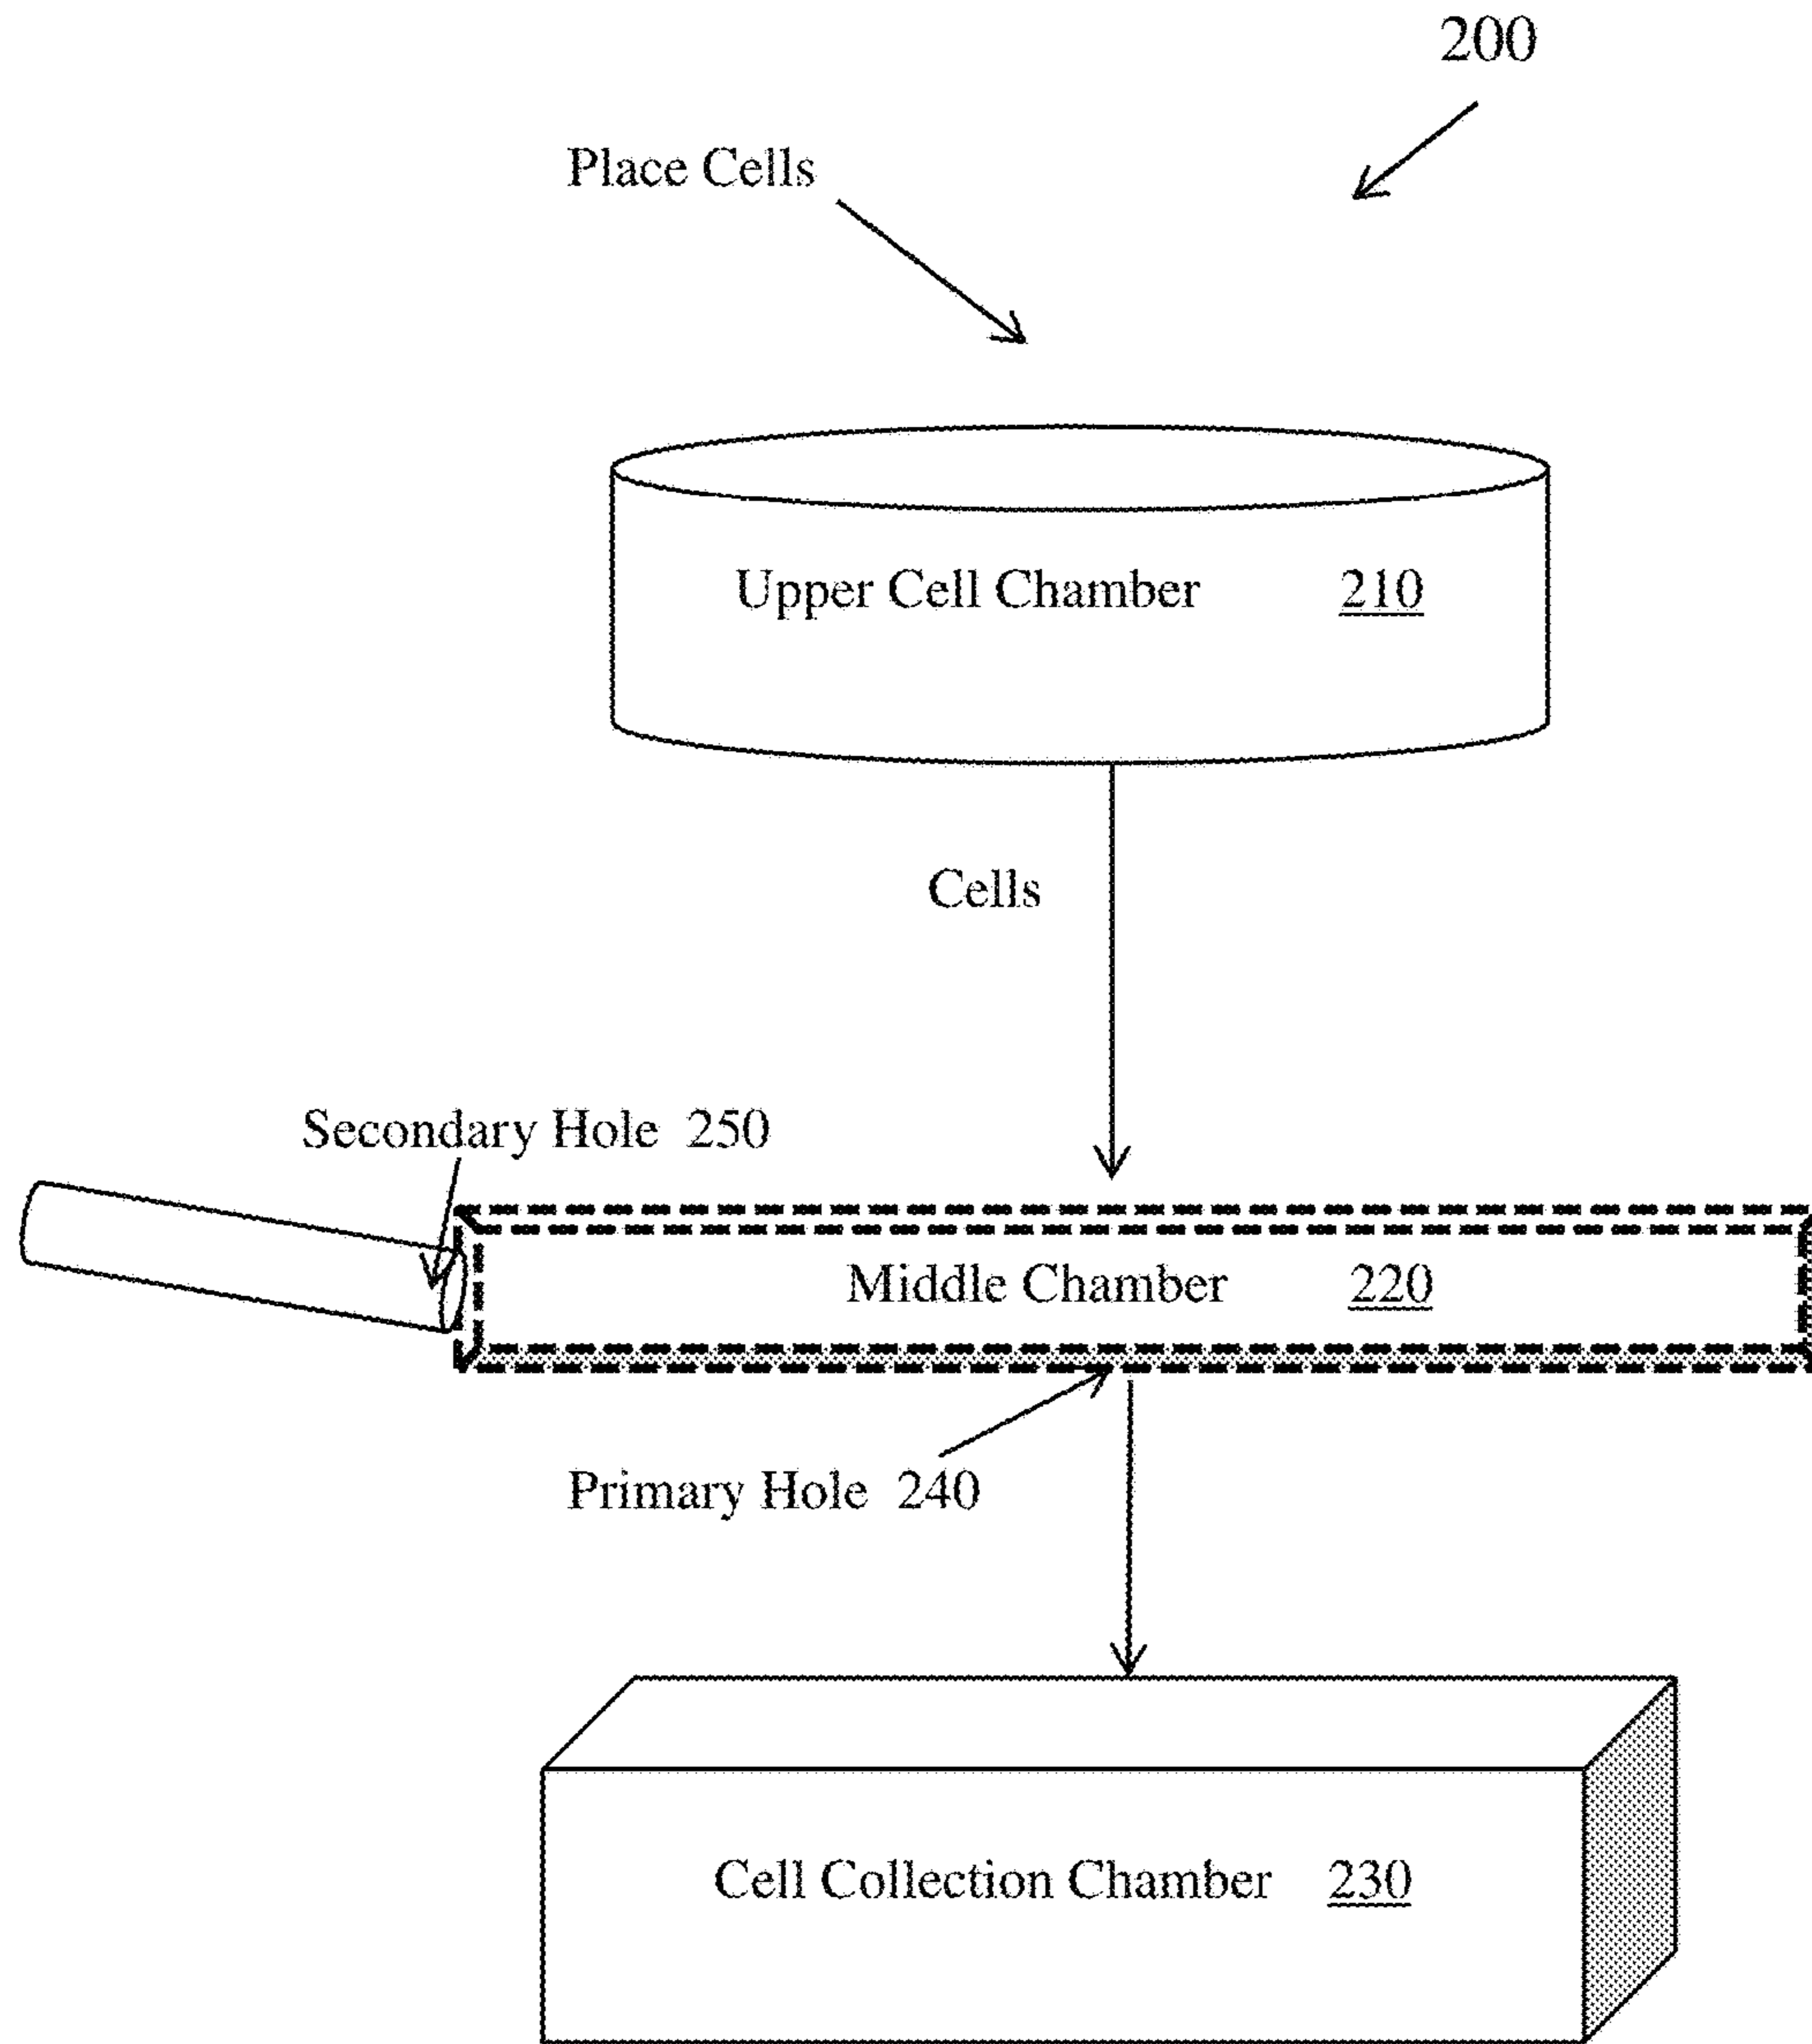 200
Place Cells
Upper Cell Chamber 210
Cells
Secondary Hole 250
Middle Chamber 220
Primary Hole 240
Cell Collection Chamber 230